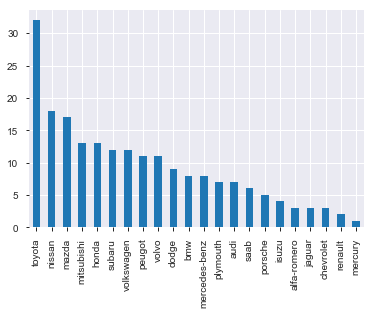 30
25
20
15
10
5
0
toyota
nissan
mazda
mitsubishi
honda
subaru
volkswagen
peugot
volvo
dodge
bmw
mercedes-benz
plymouth
audi
saab
porsche
isuzu
alfa-romero
jaguar
chevrolet
renault
mercury